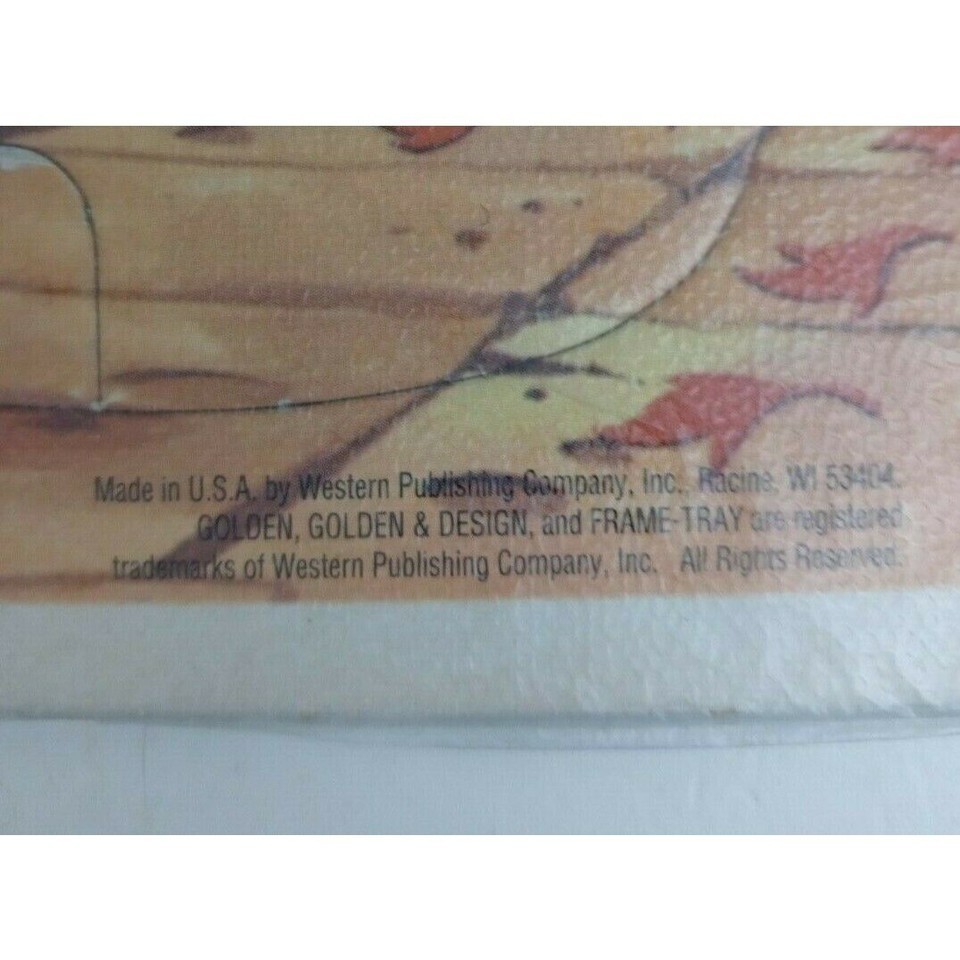 Made in U.S.A. by Western Publishing Company, Inc., Racine, WI 53404.
GOLDEN, GOLDEN & DESIGN, and FRAME-TRAY are registered
trademarks of Western Publishing Company, Inc. All Rights Reserved.